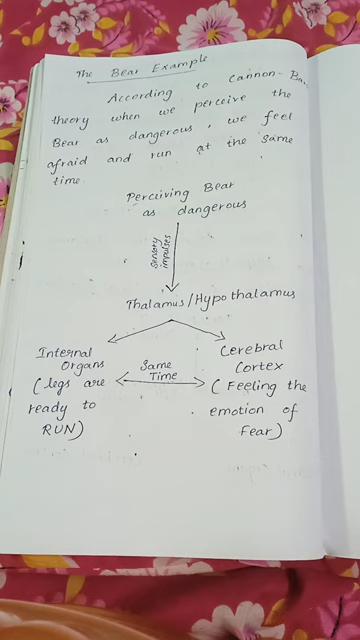 The Bear Example
According to Cannon-Ba
theory when we perceive the
Bear as dangerous, we feel
afraid and run at the same
time.
Perceiving Bear
as dangerous
Sensory
impulses
Thalamus/Hypothalamus
Internal
Organs
(legs are
ready to
RUN)
Same
Time
Cerebral
Cortex
(Feeling the
emotion of
Fear)